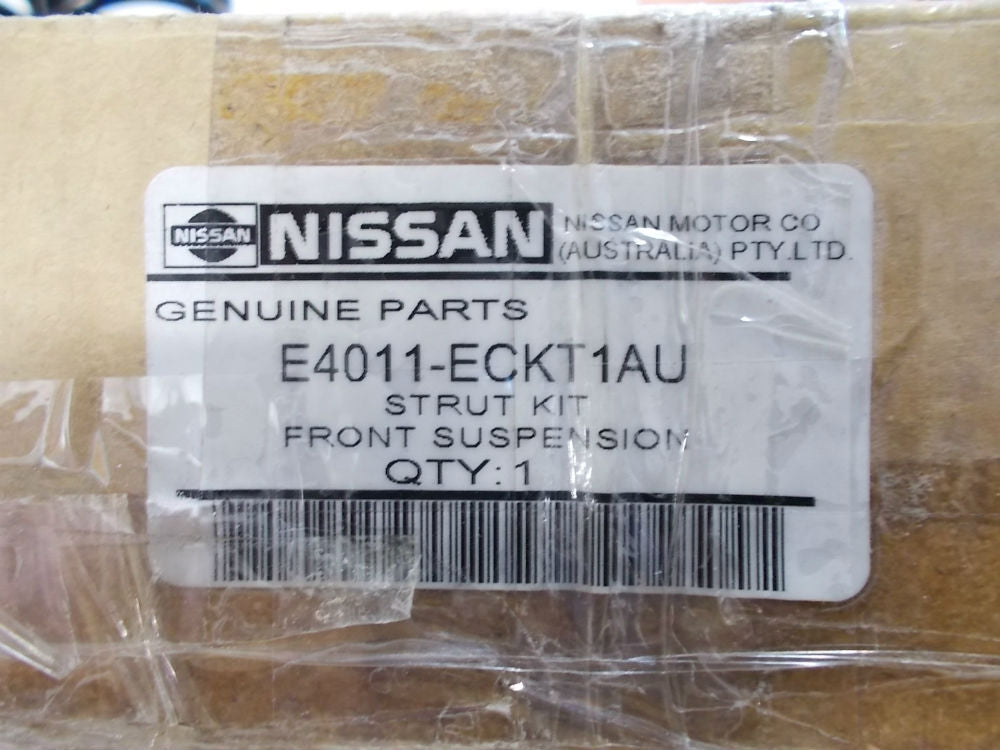 NISSAN
NISSAN
NISSAN MOTOR CO
(AUSTRALIA) PTY.LTD.
GENUINE PARTS
E4011-ECKT1AU
STRUT KIT
FRONT SUSPENSION
QTY:1